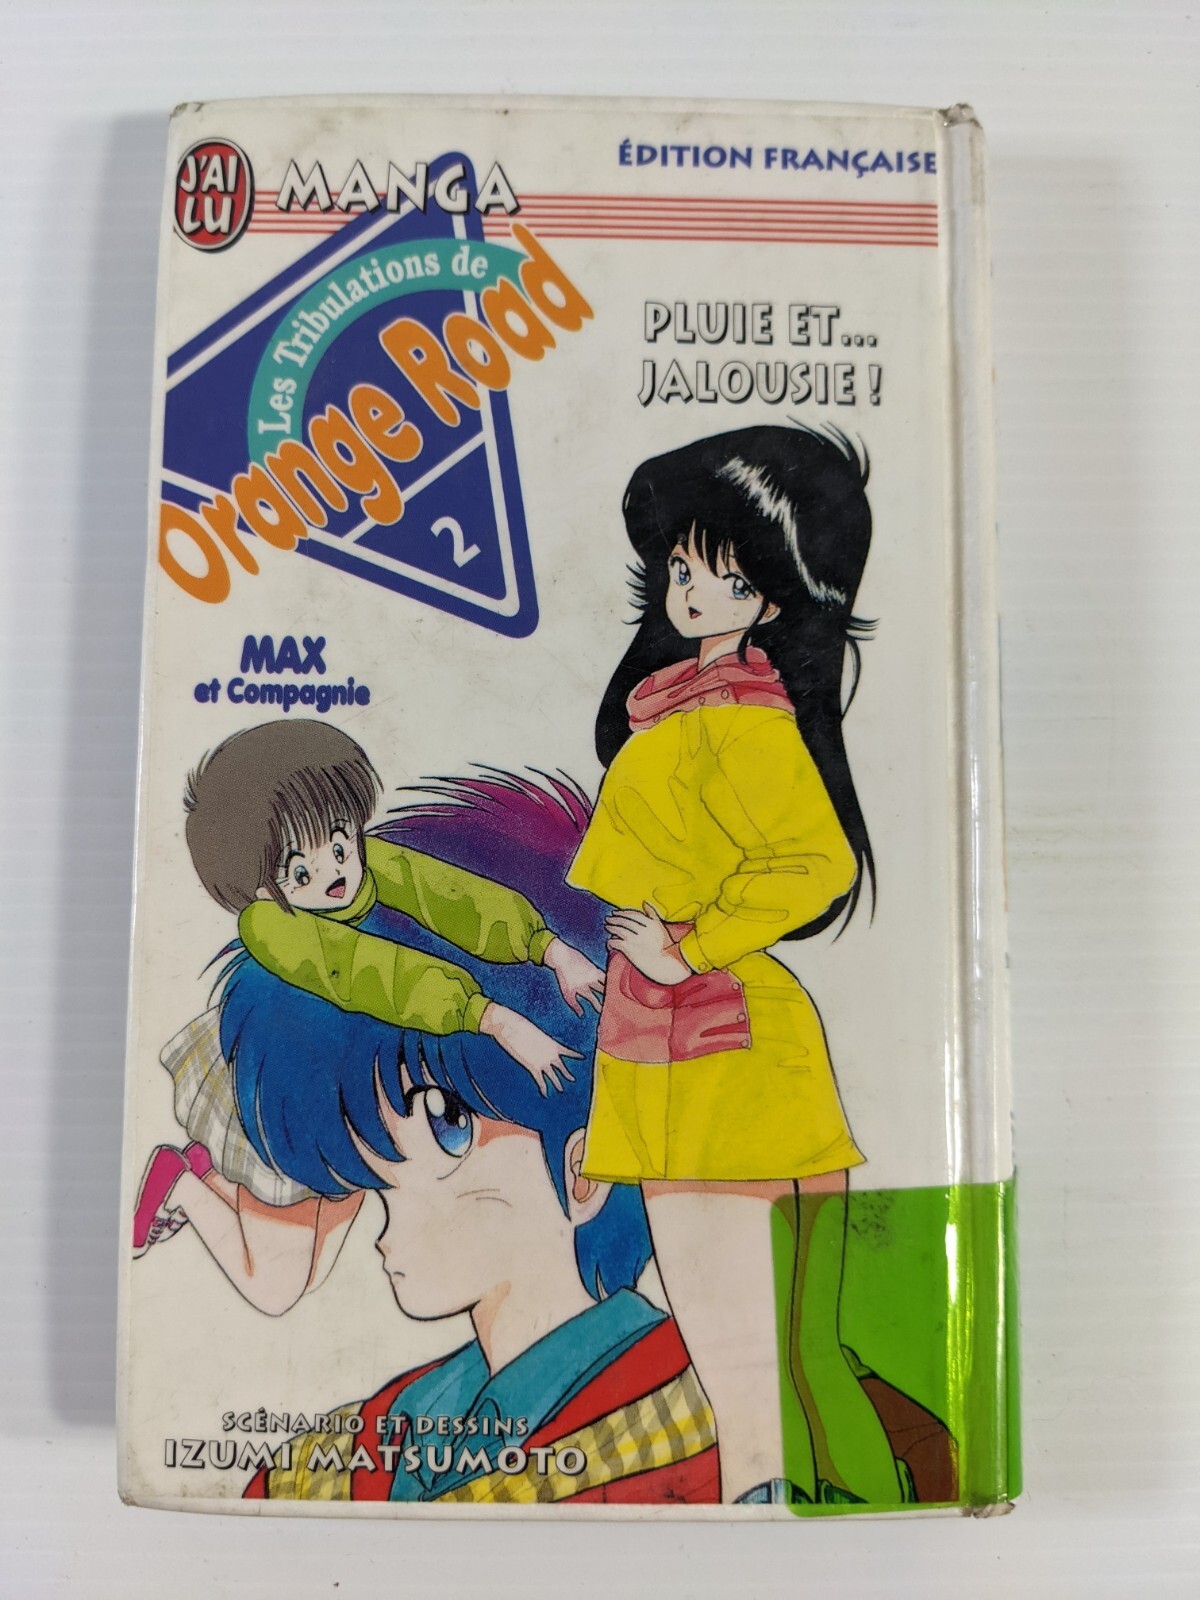 J'AI
LU
MANGA
ÉDITION FRANÇAISE
Les Tribulations de
Orange Road
2
PLUIE ET...
JALOUSIE !
MAX
et Compagnie
SCÉNARIO ET DESSINS
IZUMI MATSUMOTO